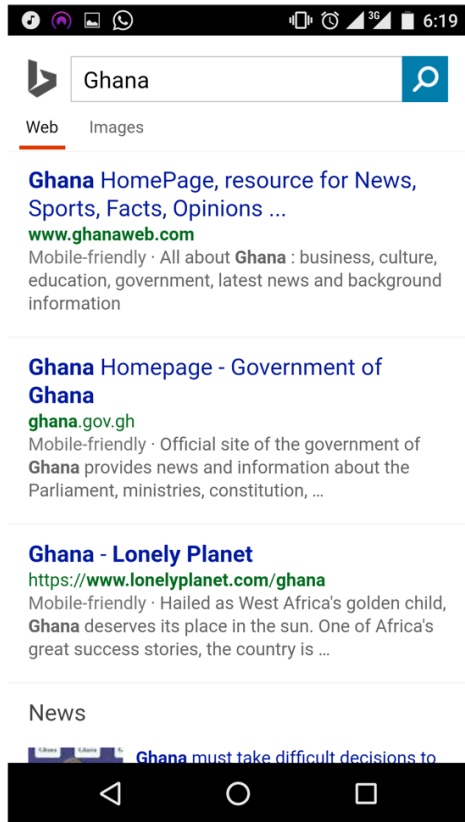 3G 6:19
Ghana
Web Images
Ghana HomePage, resource for News,
Sports, Facts, Opinions ...
www.ghanaweb.com
Mobile-friendly · All about Ghana : business, culture,
education, government, latest news and background
information
Ghana Homepage - Government of
Ghana
ghana.gov.gh
Mobile-friendly · Official site of the government of
Ghana provides news and information about the
Parliament, ministries, constitution, ...
Ghana - Lonely Planet
https://www.lonelyplanet.com/ghana
Mobile-friendly · Hailed as West Africa's golden child,
Ghana deserves its place in the sun. One of Africa's
great success stories, the country is ...
News
Ghana must take difficult decisions to